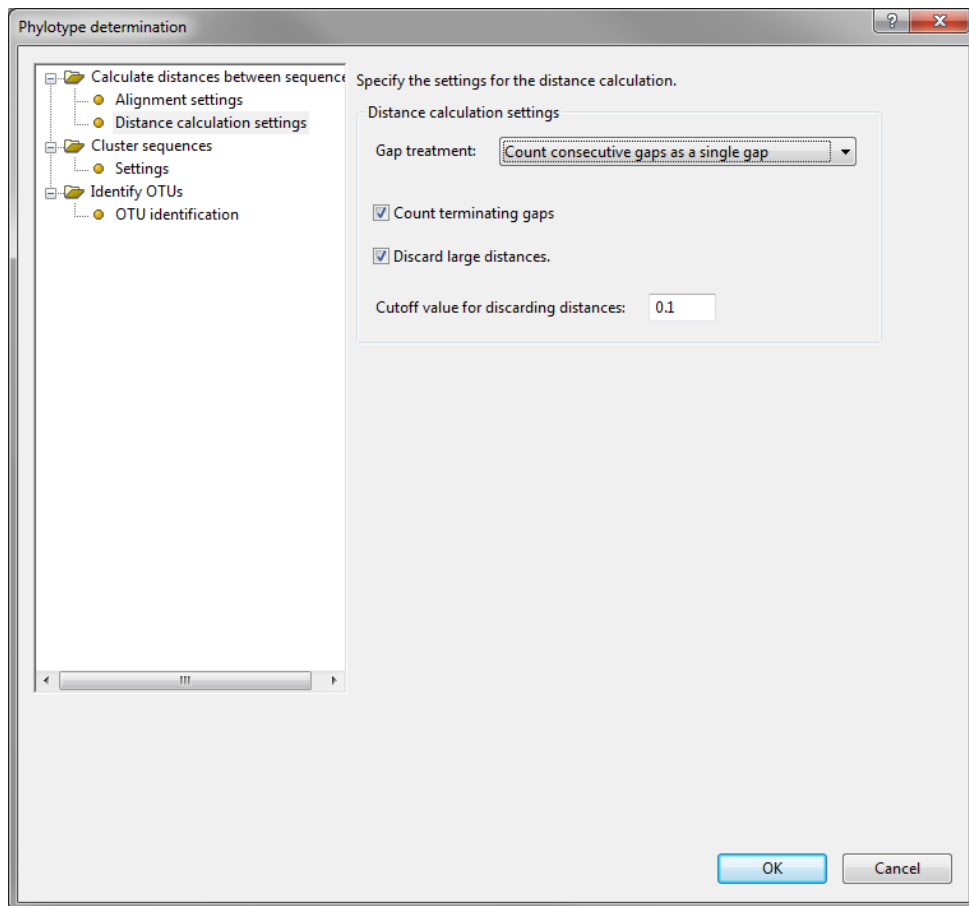 Phylotype determination
?
Calculate distances between sequence
Alignment settings
Distance calculation settings
Cluster sequences
Settings
Identify OTUs
OTU identification
Specify the settings for the distance calculation.
Distance calculation settings
Gap treatment: Count consecutive gaps as a single gap
Count terminating gaps
Discard large distances.
Cutoff value for discarding distances: 0.1
OK Cancel